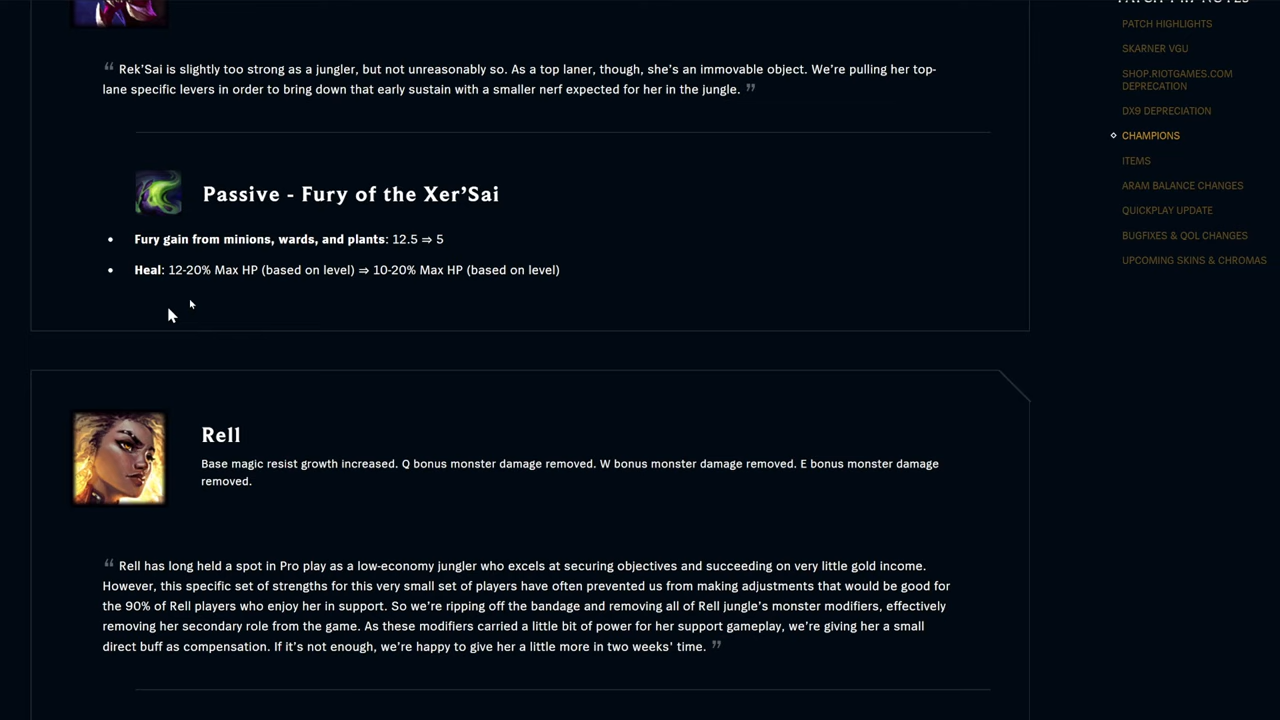 “ Rek’Sai is slightly too strong as a jungler, but not unreasonably so. As a top laner, though, she’s an immovable object. We’re pulling her top-
lane specific levers in order to bring down that early sustain with a smaller nerf expected for her in the jungle. ”
Passive - Fury of the Xer’Sai
• Fury gain from minions, wards, and plants: 12.5 ⇒ 5
• Heal: 12-20% Max HP (based on level) ⇒ 10-20% Max HP (based on level)
Rell
Base magic resist growth increased. Q bonus monster damage removed. W bonus monster damage removed. E bonus monster damage
removed.
“ Rell has long held a spot in Pro play as a low-economy jungler who excels at securing objectives and succeeding on very little gold income.
However, this specific set of strengths for this very small set of players have often prevented us from making adjustments that would be good for
the 90% of Rell players who enjoy her in support. So we’re ripping off the bandage and removing all of Rell jungle’s monster modifiers, effectively
removing her secondary role from the game. As these modifiers carried a little bit of power for her support gameplay, we’re giving her a small
direct buff as compensation. If it’s not enough, we’re happy to give her a little more in two weeks’ time. ”
PATCH HIGHLIGHTS
SKARNER VGU
SHOP.RIOTGAMES.COM
DEPRECATION
DX9 DEPRECIATION
CHAMPIONS
ITEMS
ARAM BALANCE CHANGES
QUICKPLAY UPDATE
BUGFIXES & QOL CHANGES
UPCOMING SKINS & CHROMAS